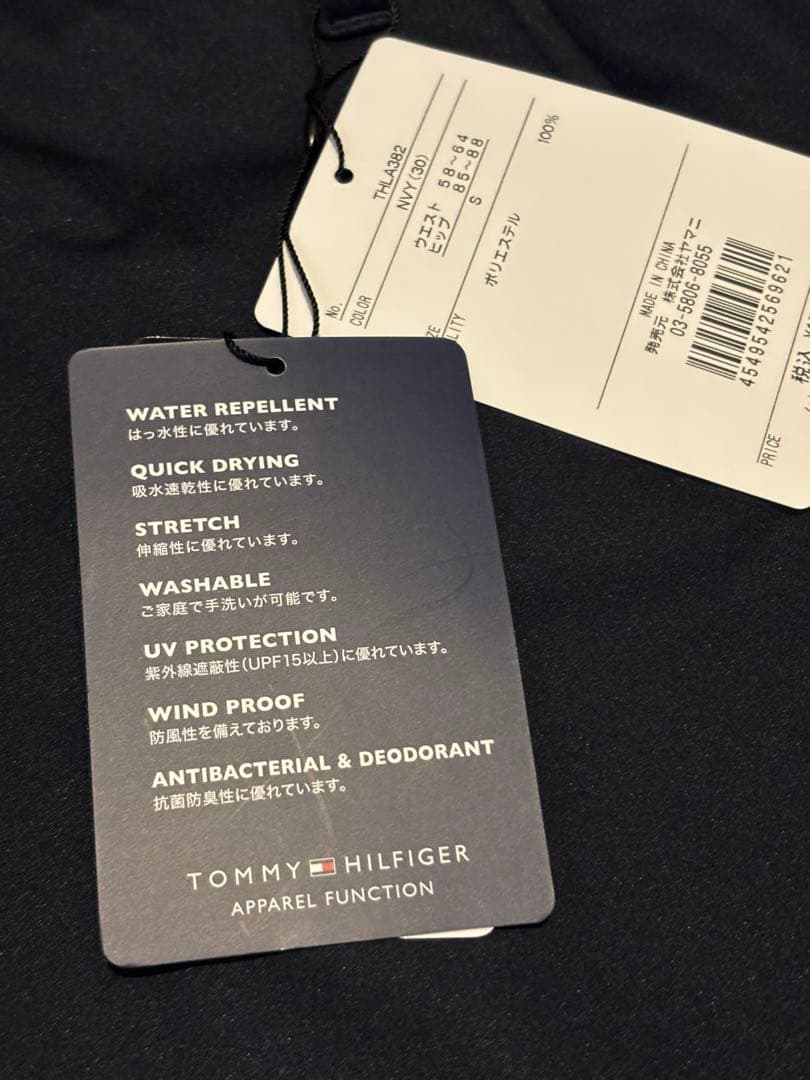 No. THLA382
COLOR NVY(30)
ウエスト 58~64
ヒップ 85~88
S
ポリエステル 100%
MADE IN CHINA
発売元 株式会社ヤマニ
03-5806-8055
4549542569621
PRICE 税込
WATER REPELLENT
はっ水性に優れています。
QUICK DRYING
吸水速乾性に優れています。
STRETCH
伸縮性に優れています。
WASHABLE
ご家庭で手洗いが可能です。
UV PROTECTION
紫外線遮蔽性(UPF15以上)に優れています。
WIND PROOF
防風性を備えております。
ANTIBACTERIAL & DEODORANT
抗菌防臭性に優れています。
TOMMY HILFIGER
APPAREL FUNCTION